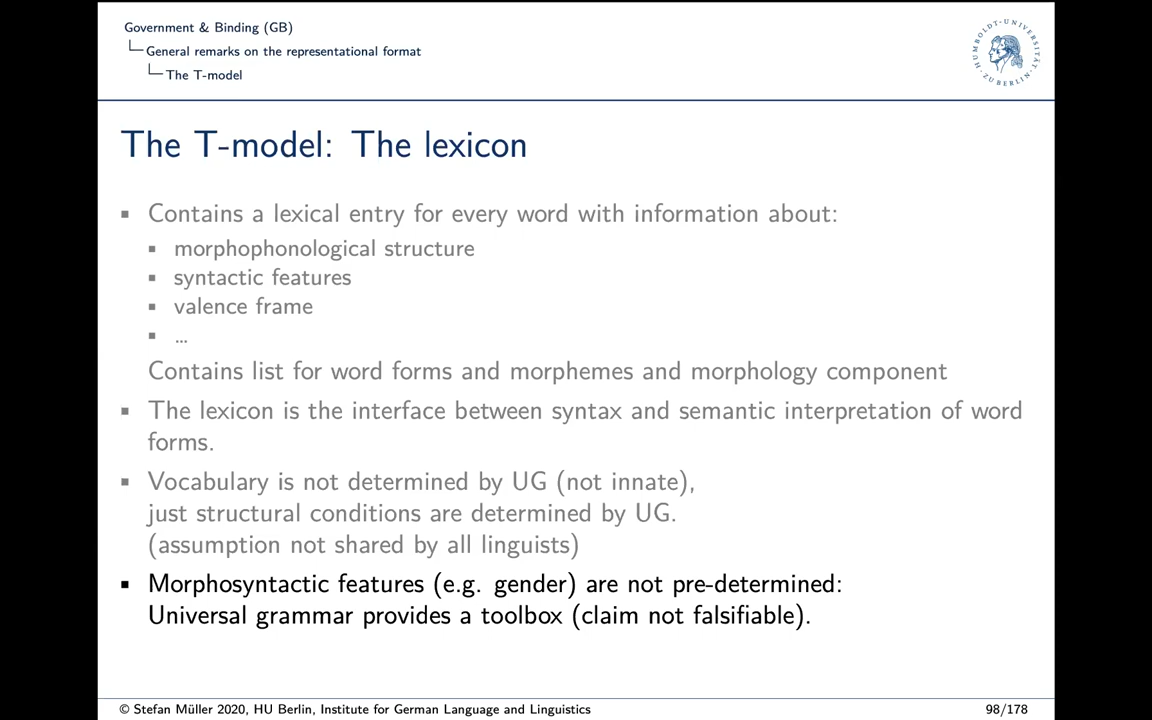 Government & Binding (GB)
General remarks on the representational format
The T-model
HUMBOLDT-UNIVERSITÄT ZU BERLIN
The T-model: The lexicon
▪ Contains a lexical entry for every word with information about:
▪ morphophonological structure
▪ syntactic features
▪ valence frame
▪ …
Contains list for word forms and morphemes and morphology component
▪ The lexicon is the interface between syntax and semantic interpretation of word
forms.
▪ Vocabulary is not determined by UG (not innate),
just structural conditions are determined by UG.
(assumption not shared by all linguists)
▪ Morphosyntactic features (e.g. gender) are not pre-determined:
Universal grammar provides a toolbox (claim not falsifiable).
© Stefan Müller 2020, HU Berlin, Institute for German Language and Linguistics
98/178